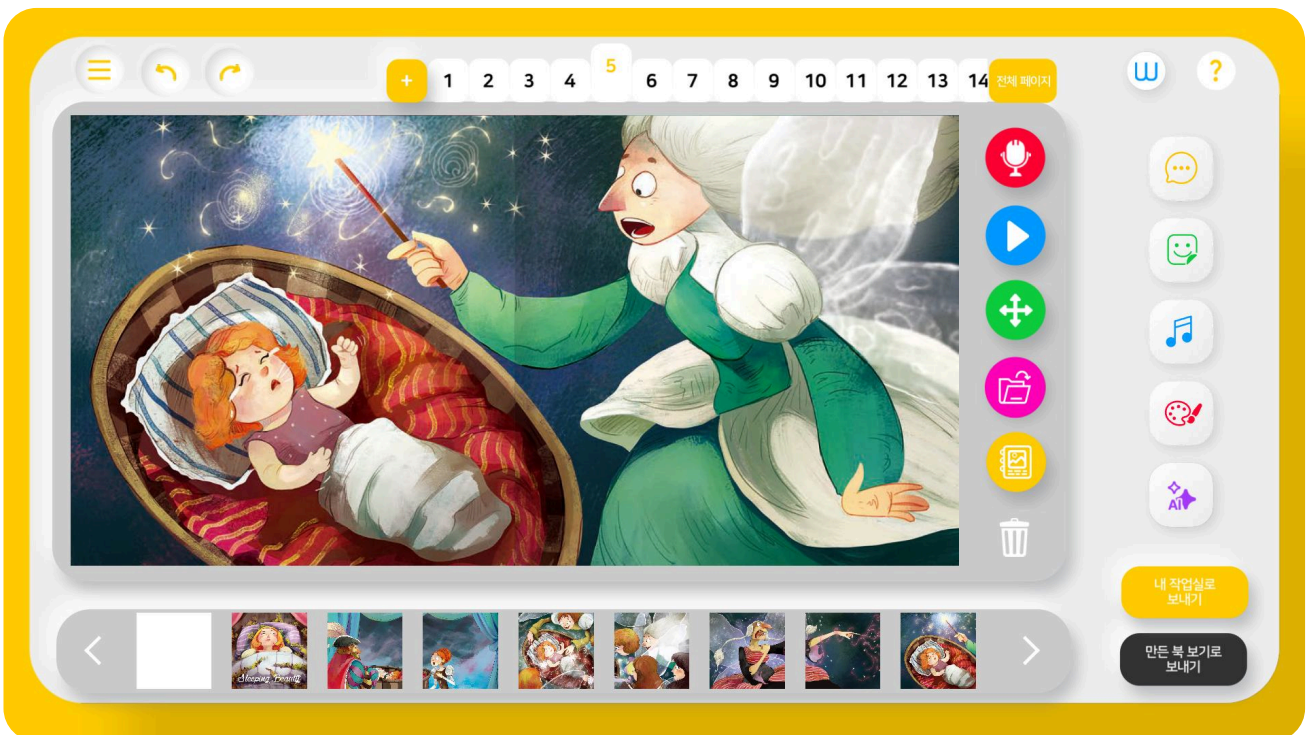 + 1 2 3 4 5 6 7 8 9 10 11 12 13 14 전체 페이지
W ?
AI
내 작업실로
보내기
만든 북 보기로
보내기
Sleeping Beauty